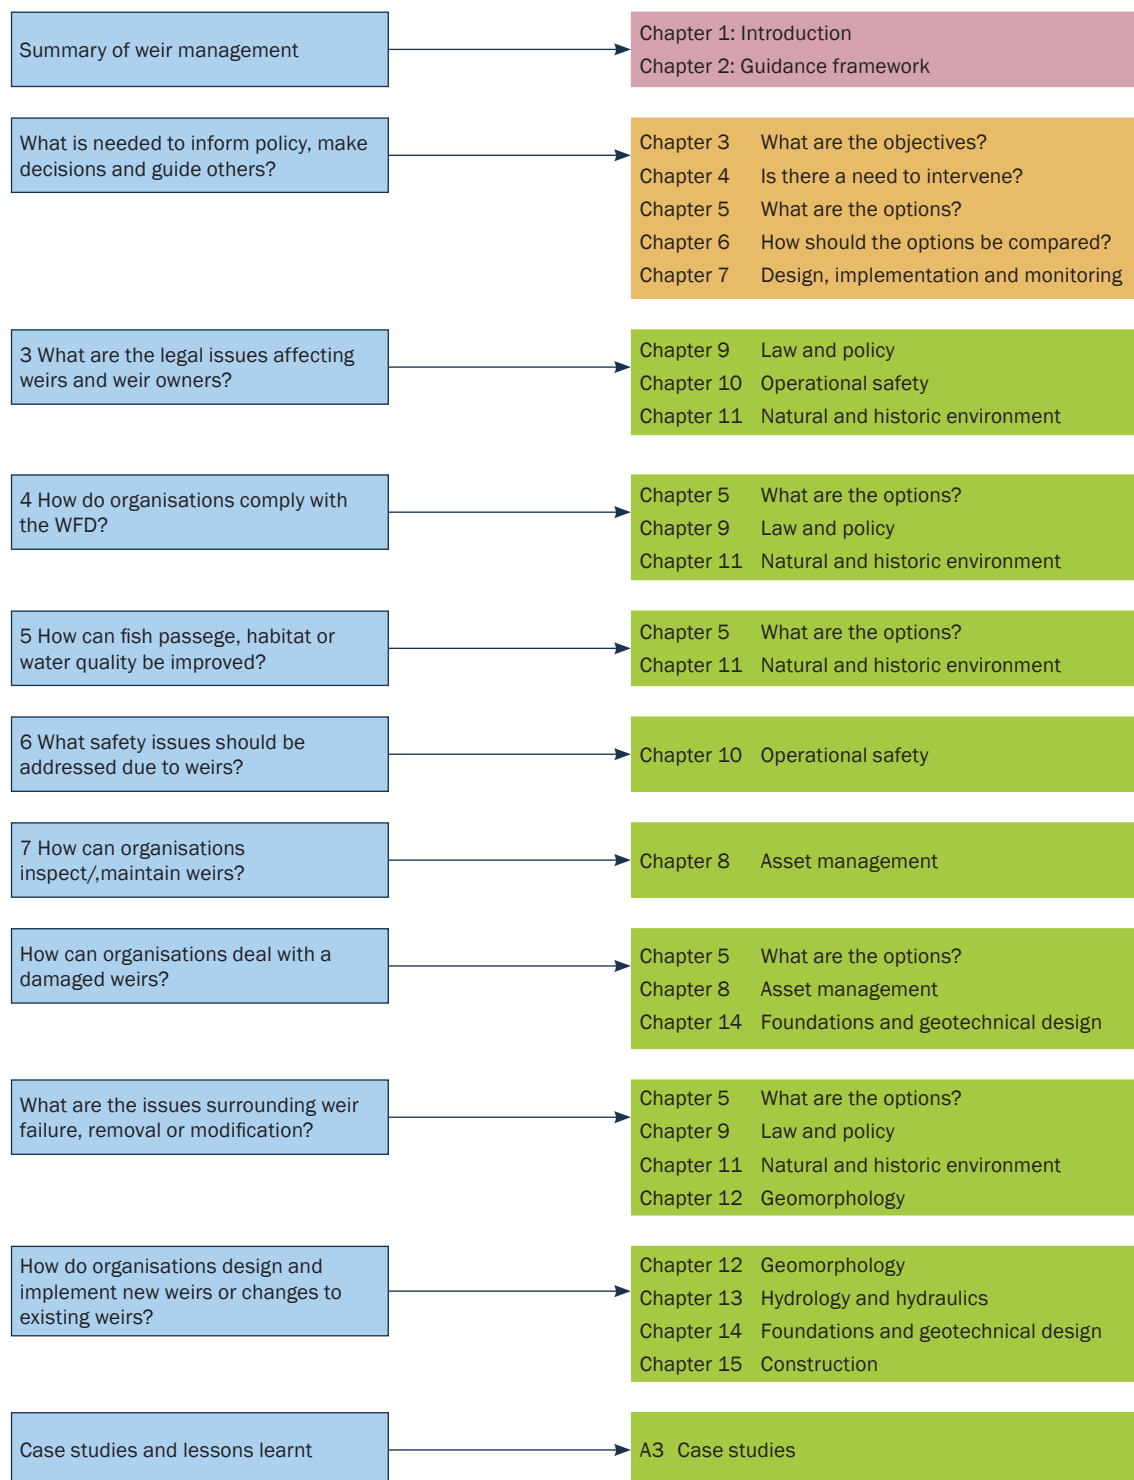 Summary of weir management
Chapter 1: Introduction
Chapter 2: Guidance framework
What is needed to inform policy, make
decisions and guide others?
Chapter 3 What are the objectives?
Chapter 4 Is there a need to intervene?
Chapter 5 What are the options?
Chapter 6 How should the options be compared?
Chapter 7 Design, implementation and monitoring
3 What are the legal issues affecting
weirs and weir owners?
Chapter 9 Law and policy
Chapter 10 Operational safety
Chapter 11 Natural and historic environment
4 How do organisations comply with
the WFD?
Chapter 5 What are the options?
Chapter 9 Law and policy
Chapter 11 Natural and historic environment
5 How can fish passege, habitat or
water quality be improved?
Chapter 5 What are the options?
Chapter 11 Natural and historic environment
6 What safety issues should be
addressed due to weirs?
Chapter 10 Operational safety
7 How can organisations
inspect/,maintain weirs?
Chapter 8 Asset management
How can organisations deal with a
damaged weirs?
Chapter 5 What are the options?
Chapter 8 Asset management
Chapter 14 Foundations and geotechnical design
What are the issues surrounding weir
failure, removal or modification?
Chapter 5 What are the options?
Chapter 9 Law and policy
Chapter 11 Natural and historic environment
Chapter 12 Geomorphology
How do organisations design and
implement new weirs or changes to
existing weirs?
Chapter 12 Geomorphology
Chapter 13 Hydrology and hydraulics
Chapter 14 Foundations and geotechnical design
Chapter 15 Construction
Case studies and lessons learnt
A3 Case studies